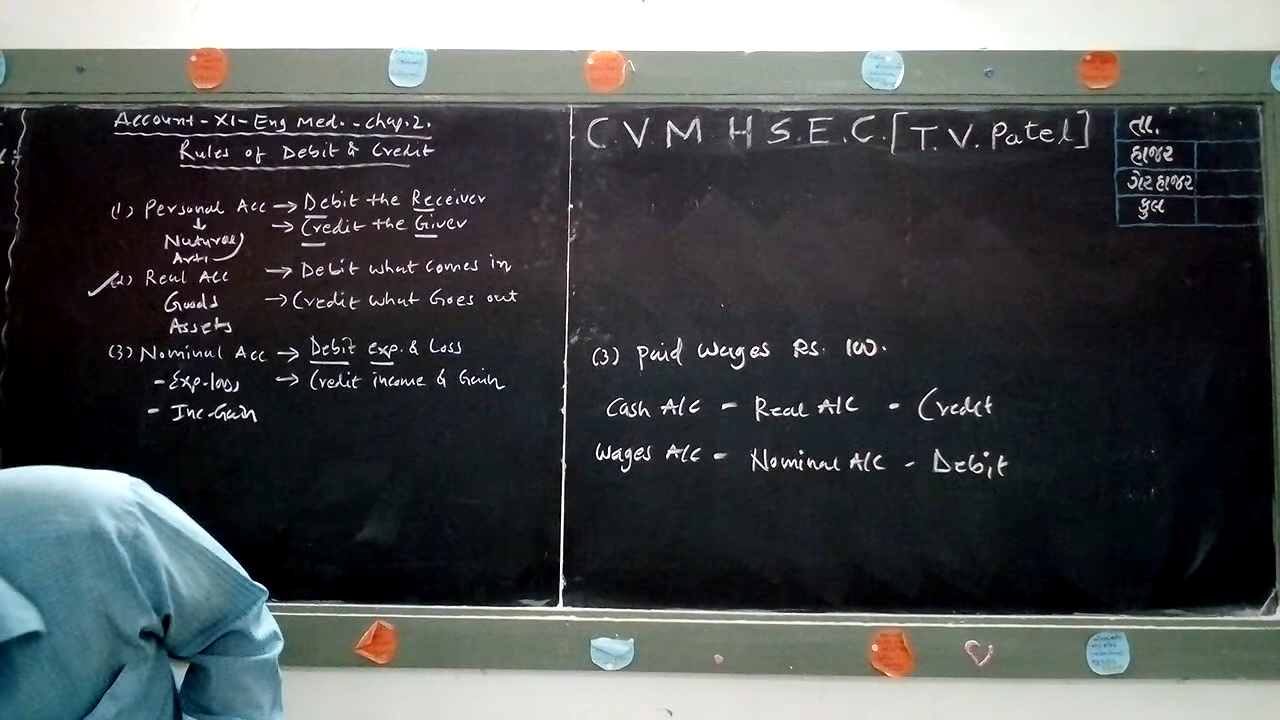 Account - XI - Eng Med. - chap. 2.
Rules of Debit & Credit
(1) Personal Acc → Debit the Receiver
→ Credit the Giver
Natural
Arti.
(2) Real Acc → Debit what comes in
Goods → Credit what Goes out
Assets
(3) Nominal Acc → Debit exp. & Loss
- Exp-loss → Credit income & Gain
- Inc-Gain
C.V.M H.S.E.C. [T.V. Patel]
તા.
હાજર
ગેરહાજર
કુલ
(3) Paid wages Rs. 100.
Cash A/C - Real A/C - Credit
Wages A/C - Nominal A/C - Debit